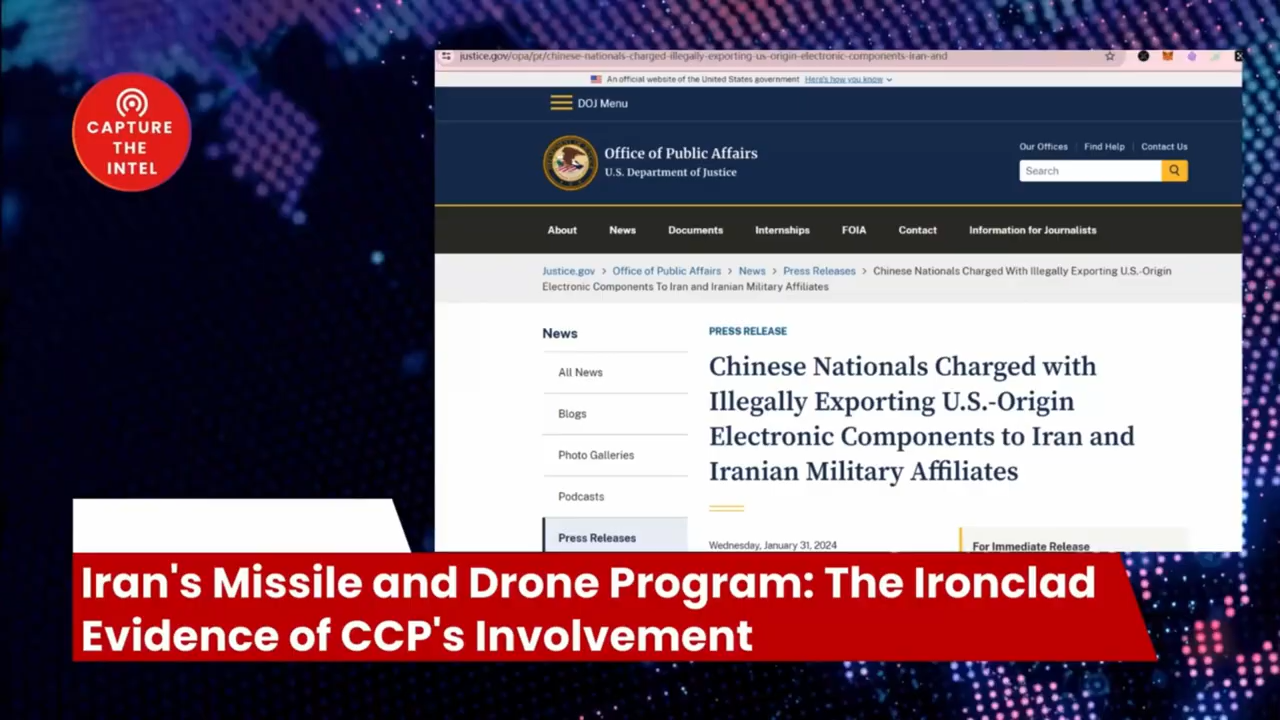 CAPTURE
THE
INTEL
justice.gov/opa/pr/chinese-nationals-charged-illegally-exporting-us-origin-electronic-components-iran-and
An official website of the United States government Here's how you know
DOJ Menu
Office of Public Affairs
U.S. Department of Justice
Our Offices Find Help Contact Us
Search
About News Documents Internships FOIA Contact Information for Journalists
Justice.gov > Office of Public Affairs > News > Press Releases > Chinese Nationals Charged With Illegally Exporting U.S.-Origin
Electronic Components To Iran and Iranian Military Affiliates
News
All News
Blogs
Photo Galleries
Podcasts
Press Releases
PRESS RELEASE
Chinese Nationals Charged with
Illegally Exporting U.S.-Origin
Electronic Components to Iran and
Iranian Military Affiliates
Wednesday, January 31, 2024
For Immediate Release
Iran's Missile and Drone Program: The Ironclad
Evidence of CCP's Involvement